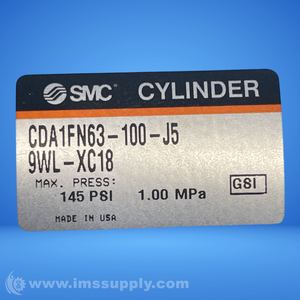 SMC CYLINDER
CDA1FN63-100-J5
9WL-XC18
MAX. PRESS:
145 PSI 1.00 MPa
GSI
MADE IN USA
© www.imssupply.com